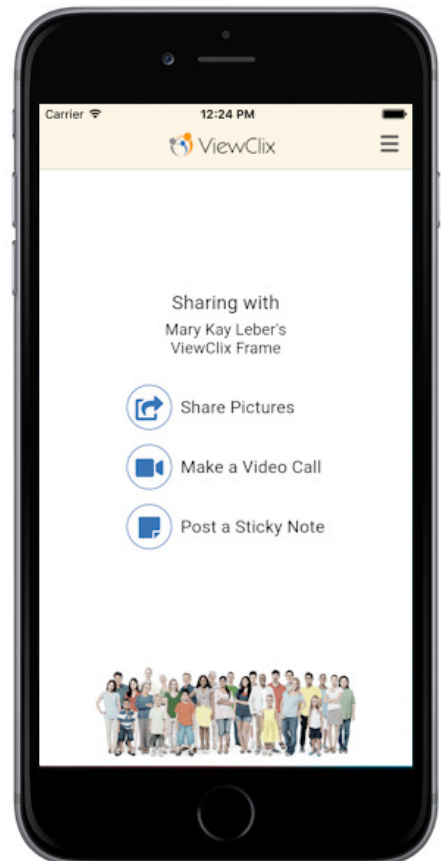 Carrier 12:24 PM
ViewClix
Sharing with
Mary Kay Leber's
ViewClix Frame
Share Pictures
Make a Video Call
Post a Sticky Note